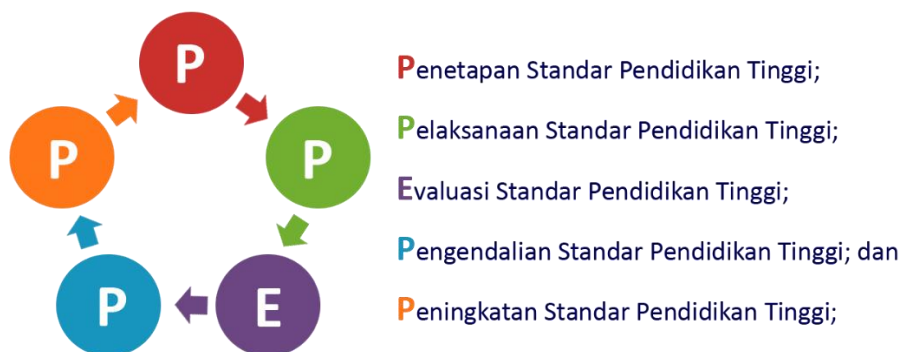 P
P
P
P
E
Penetapan Standar Pendidikan Tinggi;
Pelaksanaan Standar Pendidikan Tinggi;
Evaluasi Standar Pendidikan Tinggi;
Pengendalian Standar Pendidikan Tinggi; dan
Peningkatan Standar Pendidikan Tinggi;